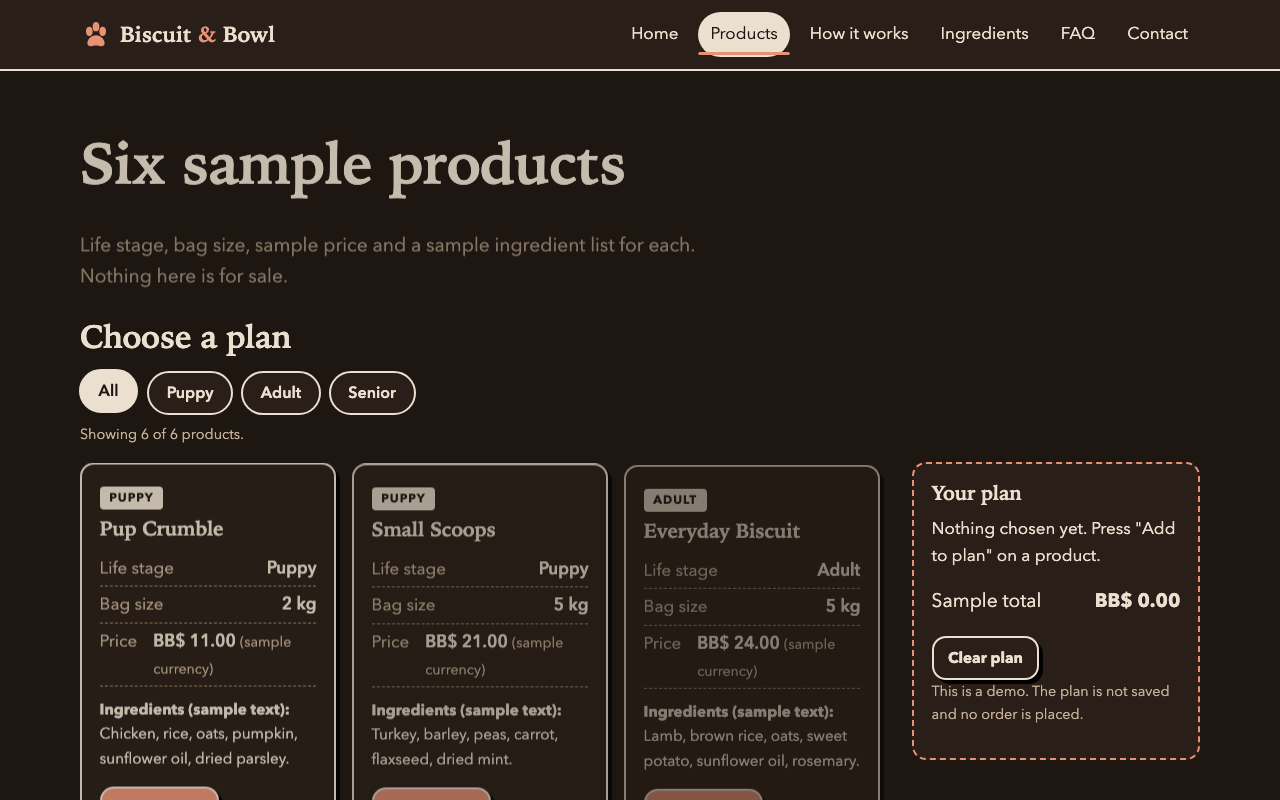 Biscuit & Bowl
Home
Products
How it works
Ingredients
FAQ
Contact
Six sample products
Life stage, bag size, sample price and a sample ingredient list for each.
Nothing here is for sale.
Choose a plan
All
Puppy
Adult
Senior
Showing 6 of 6 products.
PUPPY
Pup Crumble
Life stage Puppy
Bag size 2 kg
Price BB$ 11.00 (sample
currency)
Ingredients (sample text):
Chicken, rice, oats, pumpkin,
sunflower oil, dried parsley.
PUPPY
Small Scoops
Life stage Puppy
Bag size 5 kg
Price BB$ 21.00 (sample
currency)
Ingredients (sample text):
Turkey, barley, peas, carrot,
flaxseed, dried mint.
ADULT
Everyday Biscuit
Life stage Adult
Bag size 5 kg
Price BB$ 24.00 (sample
currency)
Ingredients (sample text):
Lamb, brown rice, oats, sweet
potato, sunflower oil, rosemary.
Your plan
Nothing chosen yet. Press "Add
to plan" on a product.
Sample total BB$ 0.00
Clear plan
This is a demo. The plan is not saved
and no order is placed.